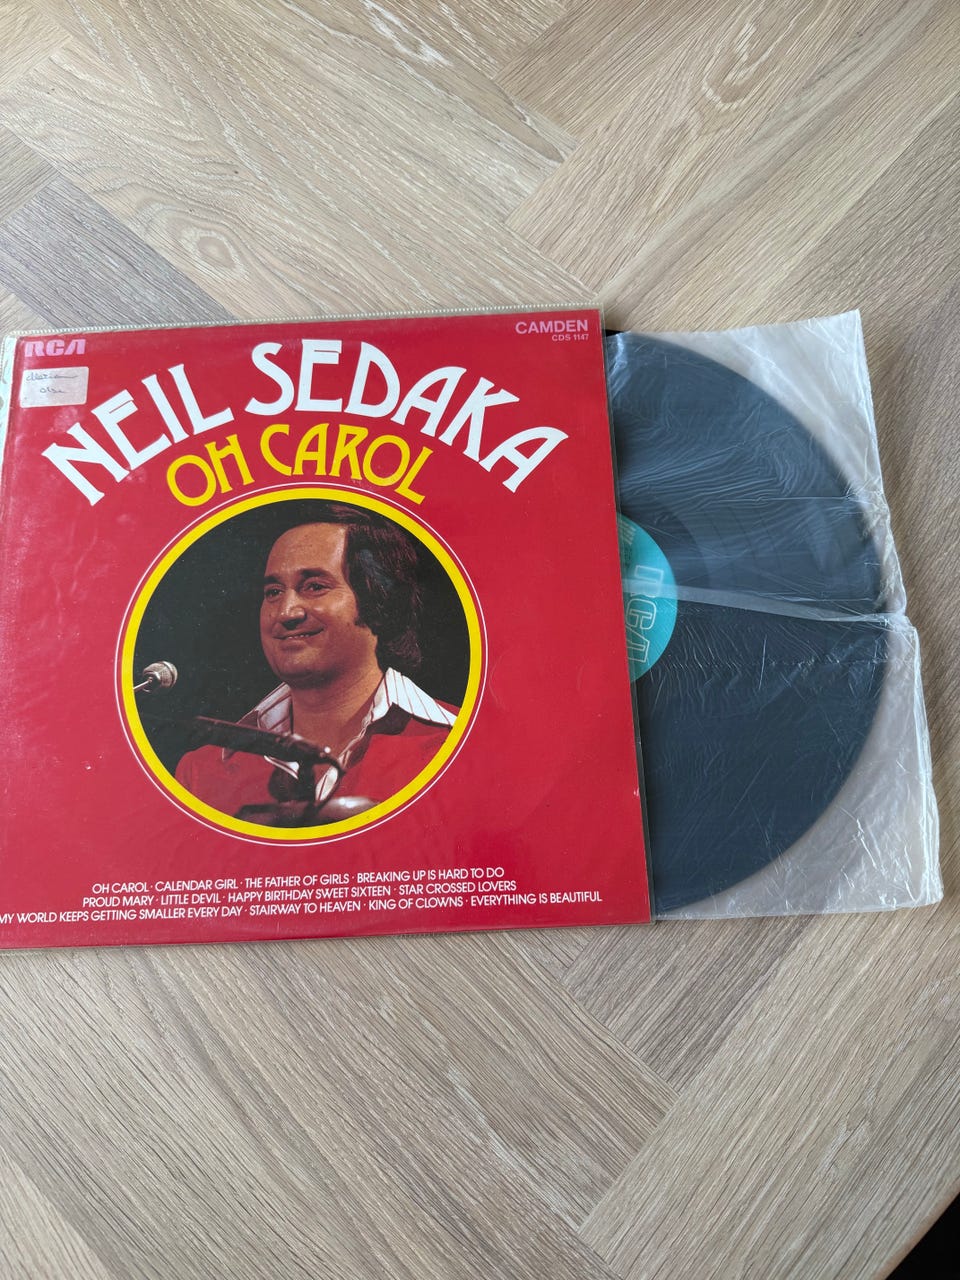 RCA
CAMDEN
CDS 1147
NEIL SEDAKA
OH CAROL
RCA
OH CAROL · CALENDAR GIRL · THE FATHER OF GIRLS · BREAKING UP IS HARD TO DO
PROUD MARY · LITTLE DEVIL · HAPPY BIRTHDAY SWEET SIXTEEN · STAR CROSSED LOVERS
MY WORLD KEEPS GETTING SMALLER EVERY DAY · STAIRWAY TO HEAVEN · KING OF CLOWNS · EVERYTHING IS BEAUTIFUL